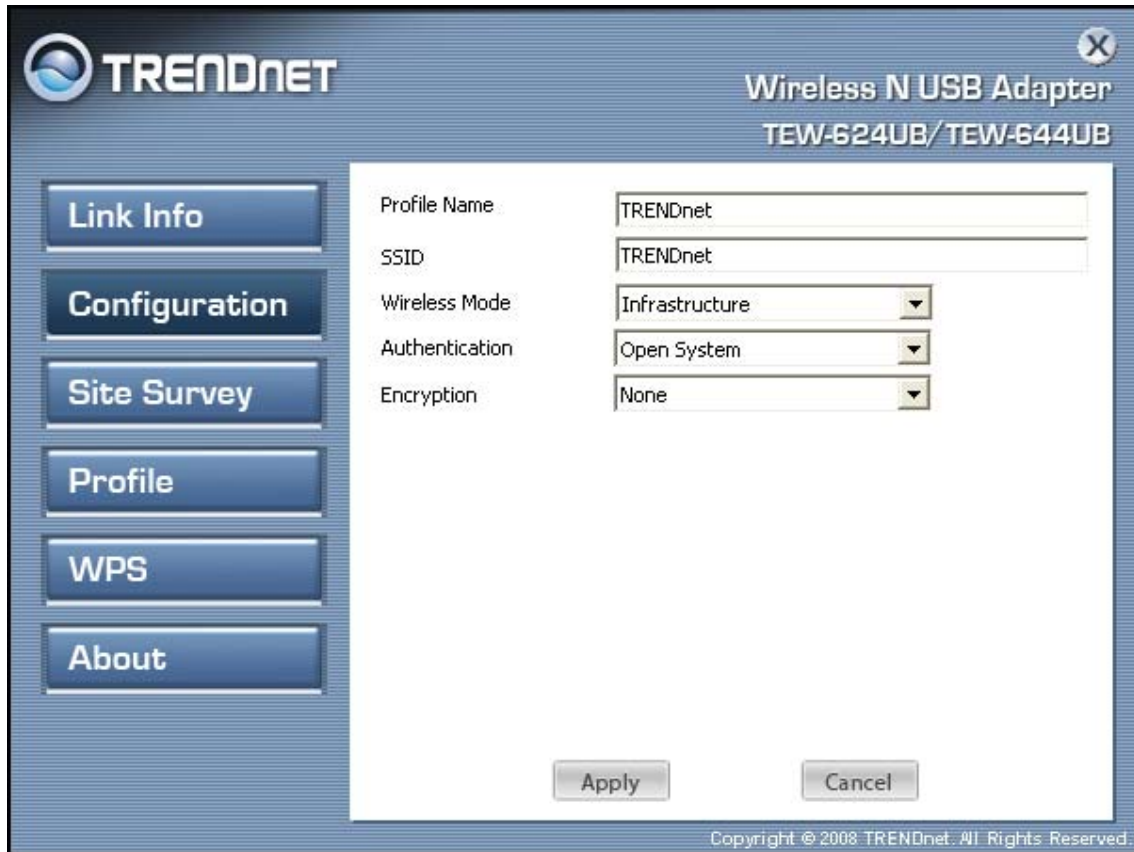 TRENDnet
X
Wireless N USB Adapter
TEW-624UB/TEW-644UB
Link Info
Configuration
Site Survey
Profile
WPS
About
Profile Name TRENDnet
SSID TRENDnet
Wireless Mode Infrastructure
Authentication Open System
Encryption None
Apply Cancel
Copyright © 2008 TRENDnet. All Rights Reserved.